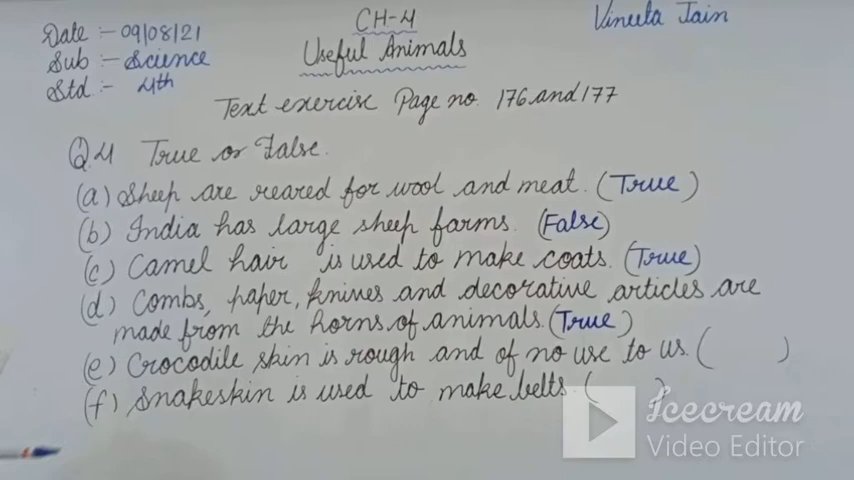 Date :- 09/08/21
CH-4
Vineeta Jain
Sub :- Science
Useful Animals
Std :- 4th
Text exercise Page no. 176 and 177
Q.4 True or False.
(a) Sheep are reared for wool and meat. (True)
(b) India has large sheep farms. (False)
(c) Camel hair is used to make coats. (True)
(d) Combs, paper, knives and decorative articles are
made from the horns of animals. (True)
(e) Crocodile skin is rough and of no use to us. ( )
(f) Snakeskin is used to make belts. ( )
Icecream
Video Editor